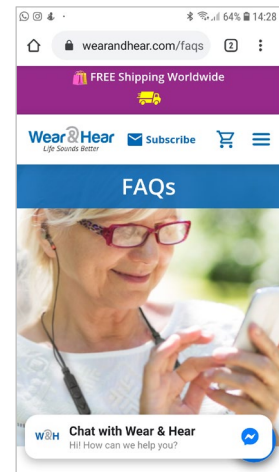 64% 14:28
wearandhear.com/faqs 2
FREE Shipping Worldwide
Wear&Hear
Life Sounds Better
Subscribe
FAQs
W&H
Chat with Wear & Hear
Hi! How can we help you?